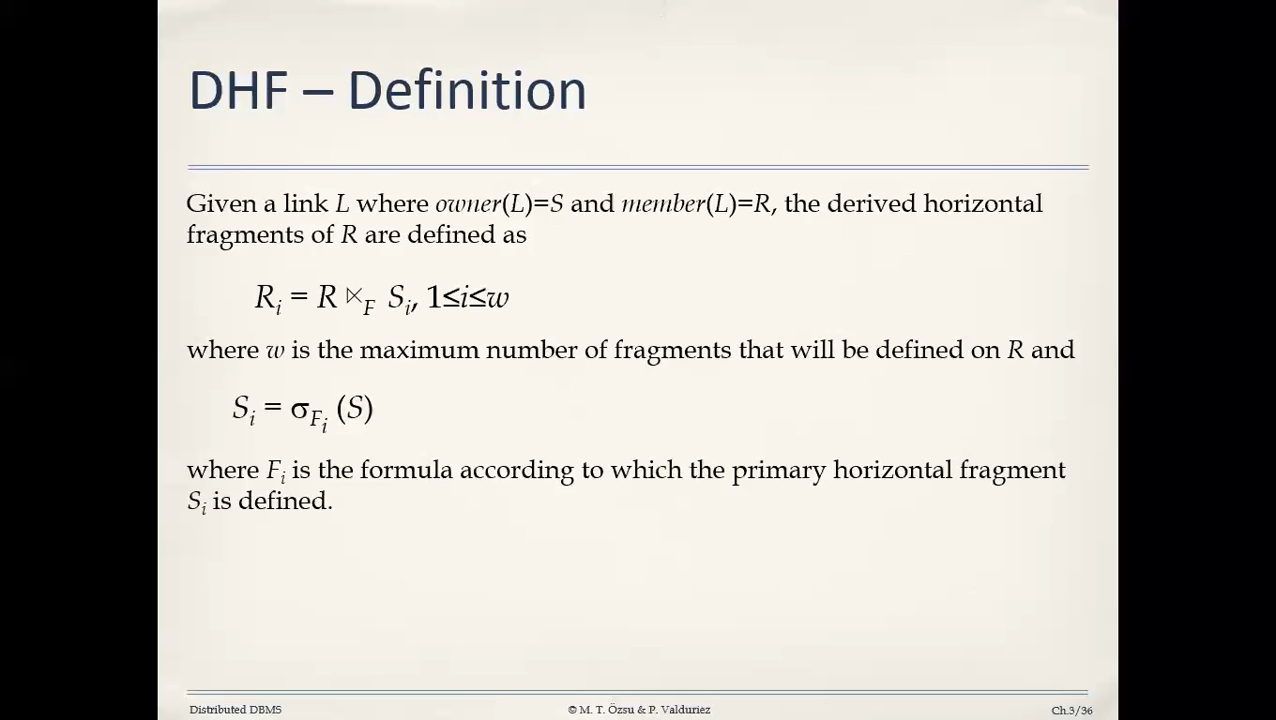 DHF – Definition
Given a link L where owner(L)=S and member(L)=R, the derived horizontal
fragments of R are defined as
Rᵢ = R ⋉F Sᵢ, 1≤i≤w
where w is the maximum number of fragments that will be defined on R and
Sᵢ = σFᵢ (S)
where Fᵢ is the formula according to which the primary horizontal fragment
Sᵢ is defined.
Distributed DBMS © M. T. Özsu & P. Valduriez Ch.3/36